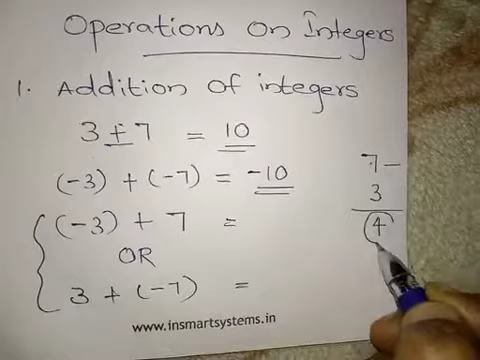 Operations On Integers
1. Addition of integers
3 + 7 = 10
(-3) + (-7) = -10
(-3) + 7 =
OR
3 + (-7) =
7 -
3
4
www.insmartsystems.in